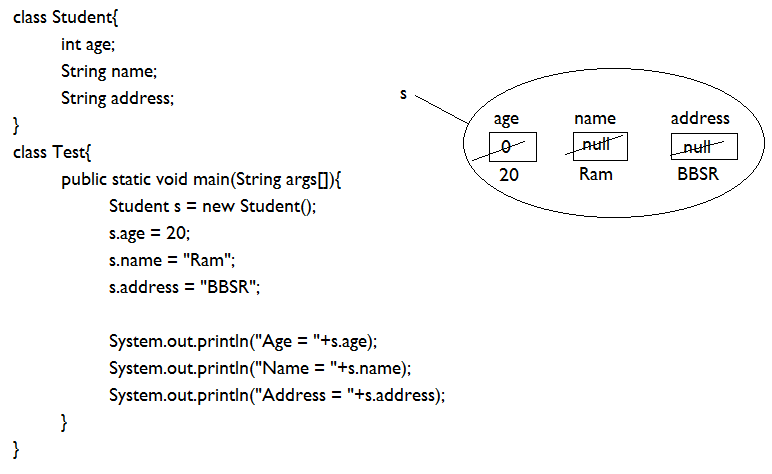 class Student{
int age;
String name;
String address;
}
class Test{
public static void main(String args[]){
Student s = new Student();
s.age = 20;
s.name = "Ram";
s.address = "BBSR";
System.out.println("Age = "+s.age);
System.out.println("Name = "+s.name);
System.out.println("Address = "+s.address);
}
}
s
age name address
0 null null
20 Ram BBSR